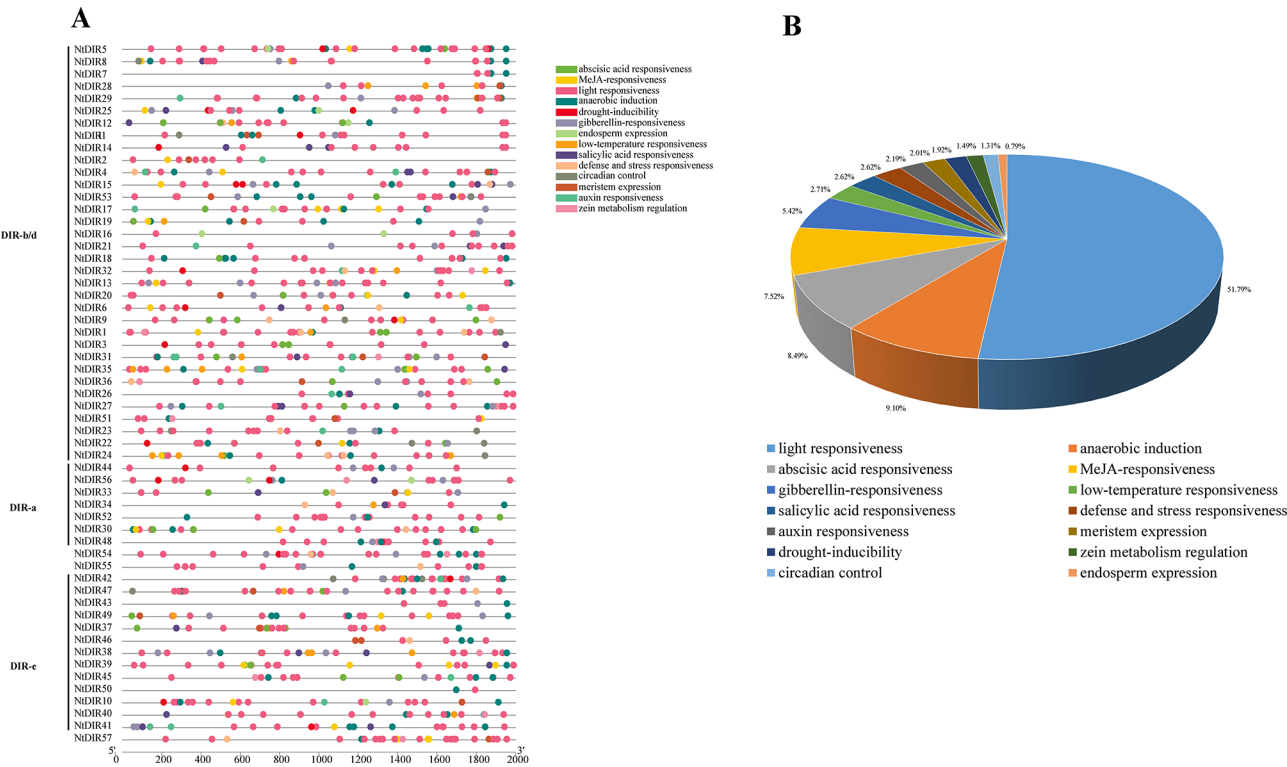 A
NtDIR5
NtDIR8
NtDIR7
NtDIR28
NtDIR29
NtDIR25
NtDIR12
NtDIR11
NtDIR14
NtDIR2
NtDIR4
NtDIR15
NtDIR53
NtDIR17
NtDIR19
NtDIR16
NtDIR21
NtDIR18
NtDIR32
NtDIR13
NtDIR20
NtDIR6
NtDIR9
NtDIR1
NtDIR3
NtDIR31
NtDIR35
NtDIR36
NtDIR26
NtDIR27
NtDIR51
NtDIR23
NtDIR22
NtDIR24
NtDIR44
NtDIR56
NtDIR33
NtDIR34
NtDIR52
NtDIR30
NtDIR48
NtDIR54
NtDIR55
NtDIR42
NtDIR47
NtDIR43
NtDIR49
NtDIR37
NtDIR46
NtDIR38
NtDIR39
NtDIR45
NtDIR50
NtDIR10
NtDIR40
NtDIR41
NtDIR57
DIR-b/d
DIR-a
DIR-e
5' 3'
0 200 400 600 800 1000 1200 1400 1600 1800 2000
abscisic acid responsiveness
MeJA-responsiveness
light responsiveness
anaerobic induction
drought-inducibility
gibberellin-responsiveness
endosperm expression
low-temperature responsiveness
salicylic acid responsiveness
defense and stress responsiveness
circadian control
meristem expression
auxin responsiveness
zein metabolism regulation
B
51.79%
9.10%
8.49%
7.52%
5.42%
2.71%
2.62%
2.62%
2.19%
2.01%
1.92%
1.49%
1.31%
0.79%
light responsiveness anaerobic induction
abscisic acid responsiveness MeJA-responsiveness
gibberellin-responsiveness low-temperature responsiveness
salicylic acid responsiveness defense and stress responsiveness
auxin responsiveness meristem expression
drought-inducibility zein metabolism regulation
circadian control endosperm expression